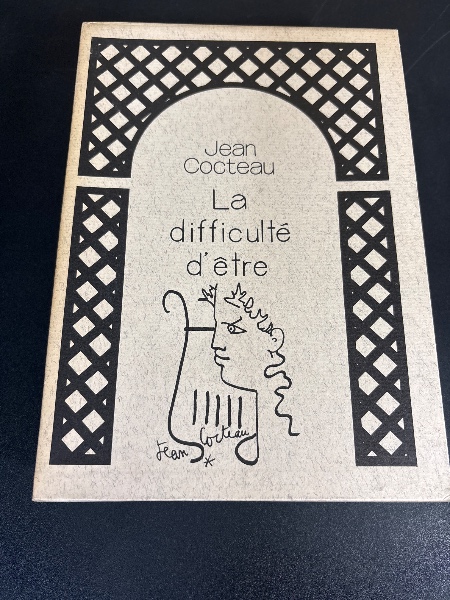 Jean
Cocteau
La
difficulté
d'être
Jean Cocteau
*